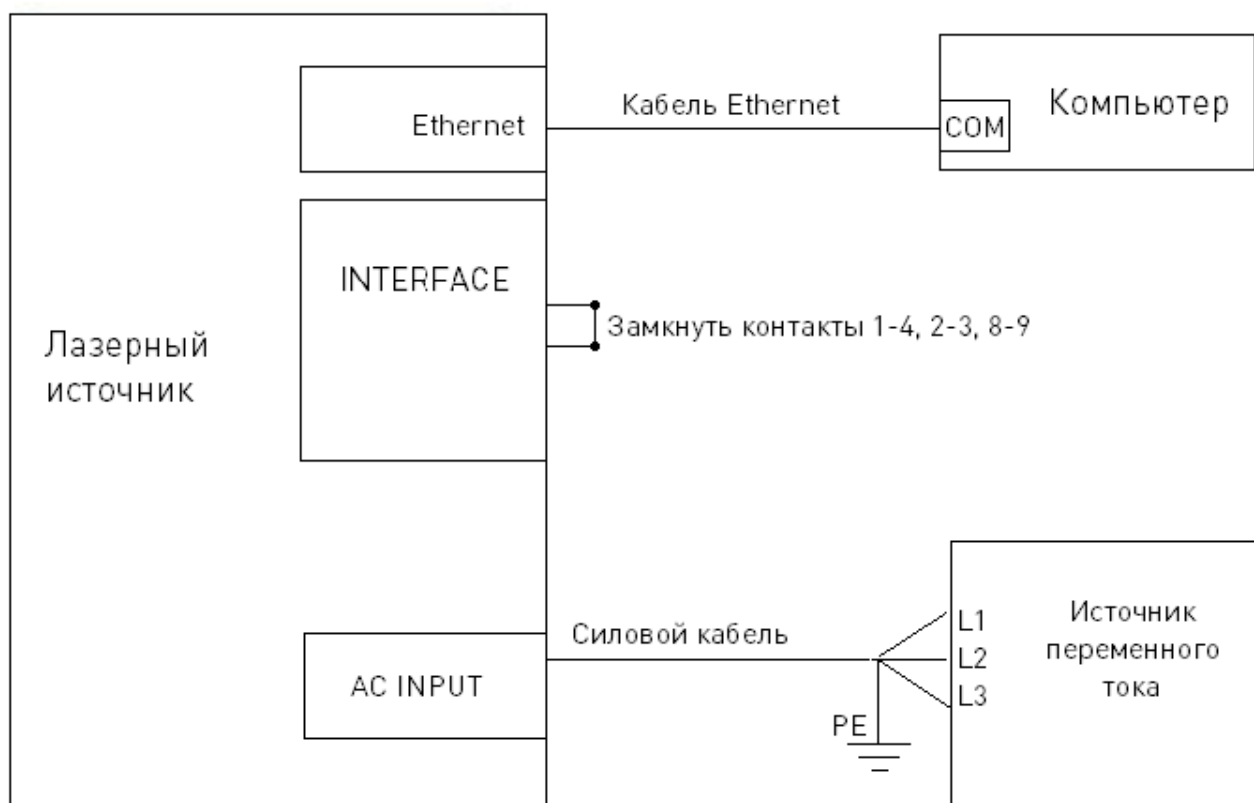 Ethernet
Кабель Ethernet
COM
Компьютер
INTERFACE
Замкнуть контакты 1-4, 2-3, 8-9
Лазерный
источник
AC INPUT
Силовой кабель
PE
L1
L2
L3
Источник
переменного
тока